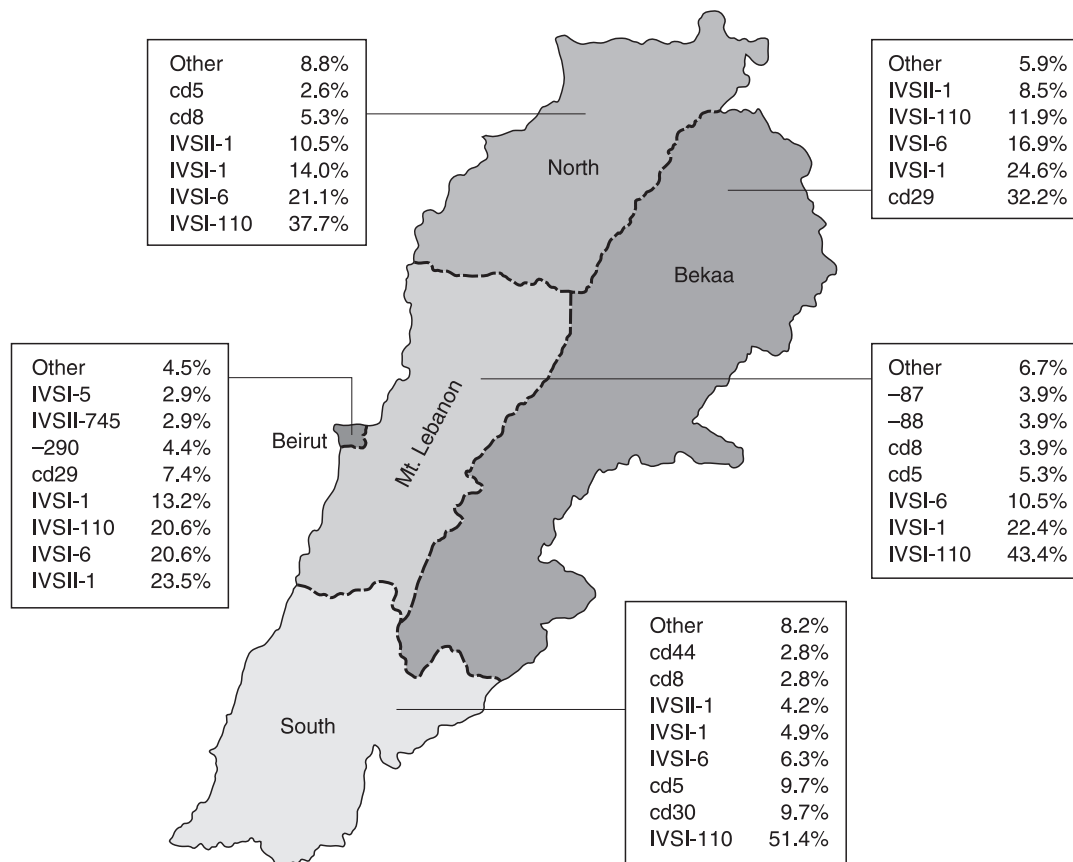 Other 8.8%
cd5 2.6%
cd8 5.3%
IVSII-1 10.5%
IVSI-1 14.0%
IVSI-6 21.1%
IVSI-110 37.7%
Other 5.9%
IVSII-1 8.5%
IVSI-110 11.9%
IVSI-6 16.9%
IVSI-1 24.6%
cd29 32.2%
North
Bekaa
Other 4.5%
IVSI-5 2.9%
IVSII-745 2.9%
–290 4.4%
cd29 7.4%
IVSI-1 13.2%
IVSI-110 20.6%
IVSI-6 20.6%
IVSII-1 23.5%
Beirut
Mt. Lebanon
Other 6.7%
–87 3.9%
–88 3.9%
cd8 3.9%
cd5 5.3%
IVSI-6 10.5%
IVSI-1 22.4%
IVSI-110 43.4%
South
Other 8.2%
cd44 2.8%
cd8 2.8%
IVSII-1 4.2%
IVSI-1 4.9%
IVSI-6 6.3%
cd5 9.7%
cd30 9.7%
IVSI-110 51.4%